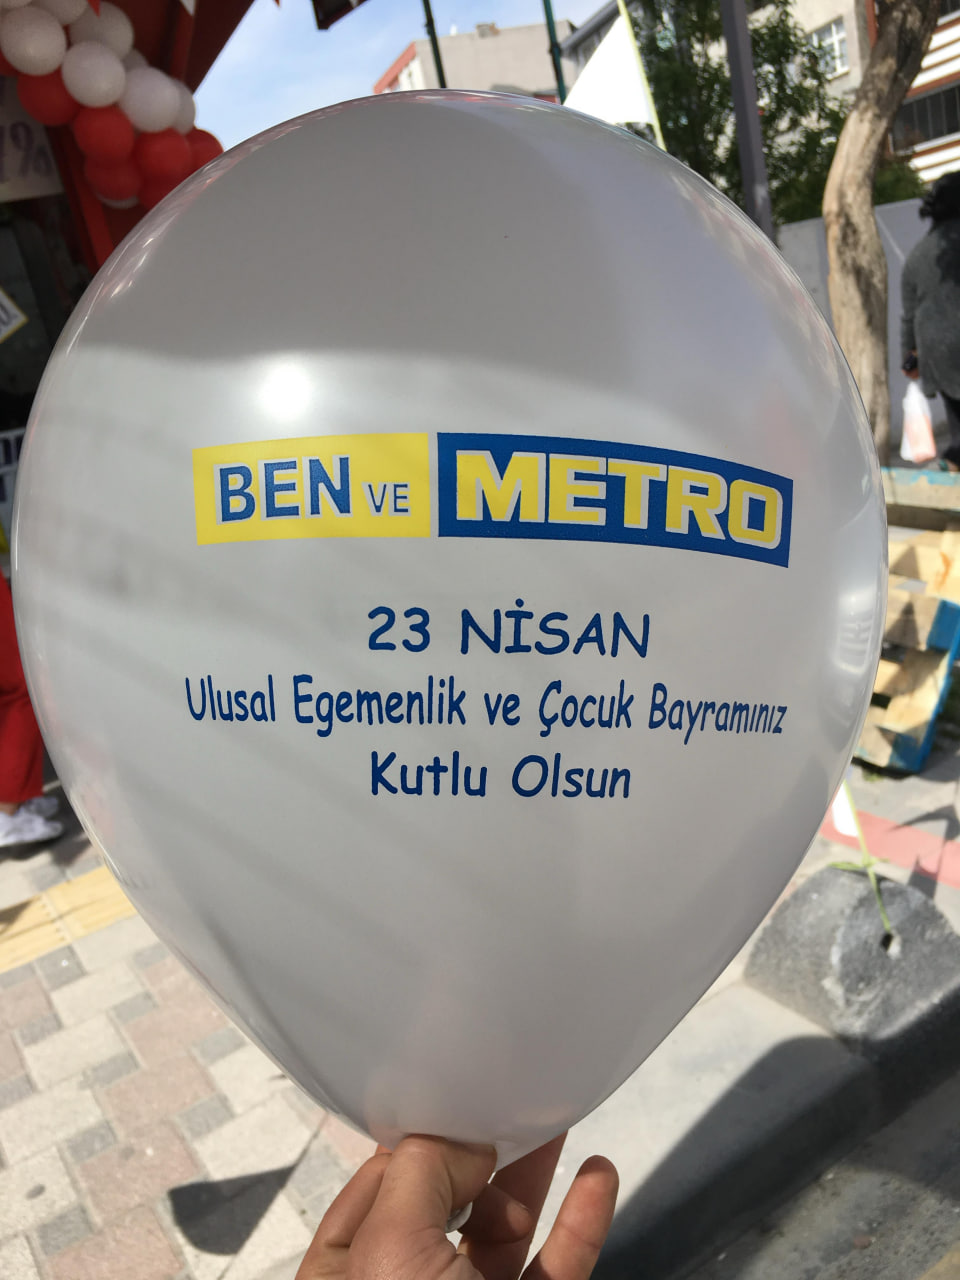 BEN VE METRO
23 NİSAN
Ulusal Egemenlik ve Çocuk Bayramınız
Kutlu Olsun